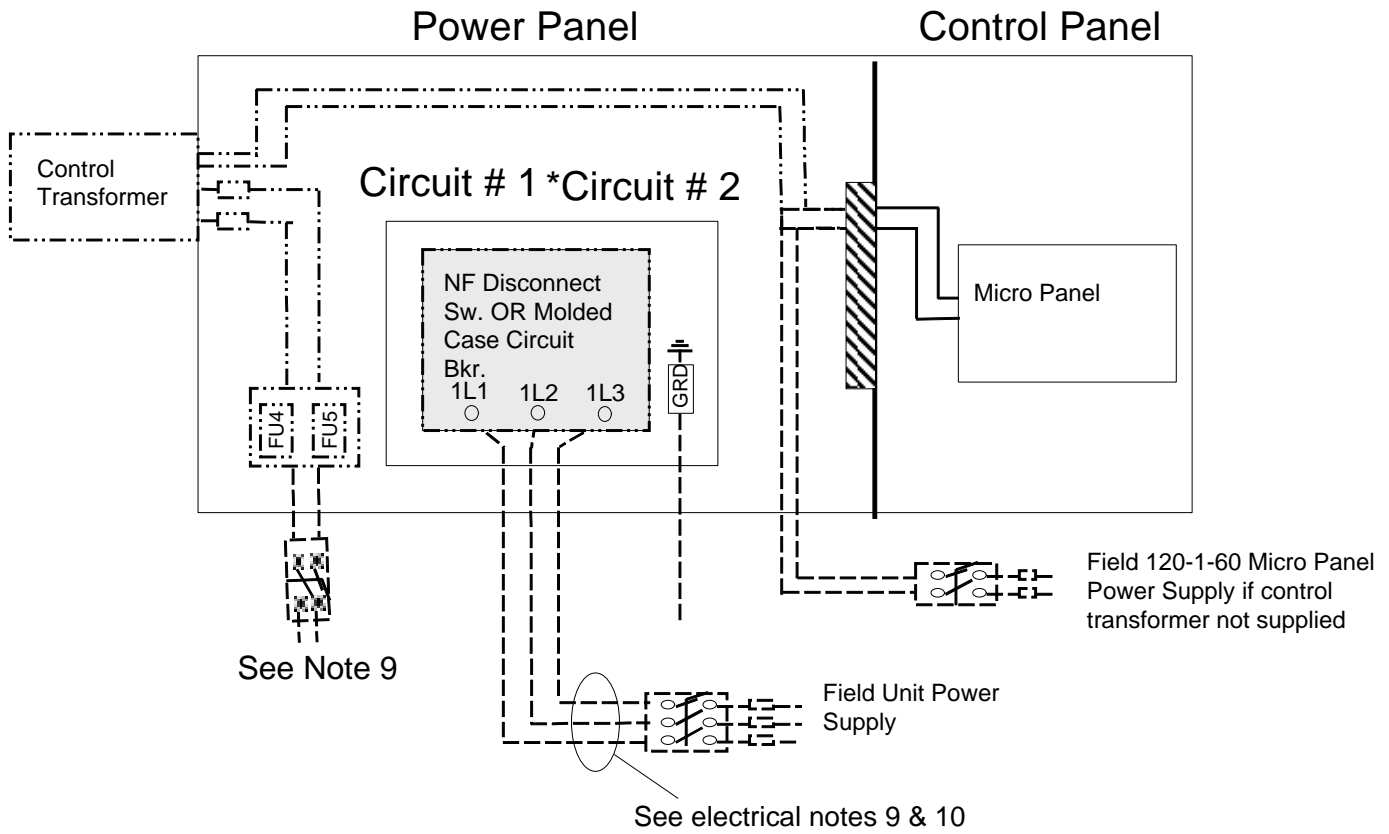 Power Panel
Control Panel
Control
Transformer
Circuit # 1 *Circuit # 2
NF Disconnect
Sw. OR Molded
Case Circuit
Bkr.
1L1 1L2 1L3
GRD
Micro Panel
FU4
FU5
Field 120-1-60 Micro Panel
Power Supply if control
transformer not supplied
See Note 9
Field Unit Power
Supply
See electrical notes 9 & 10